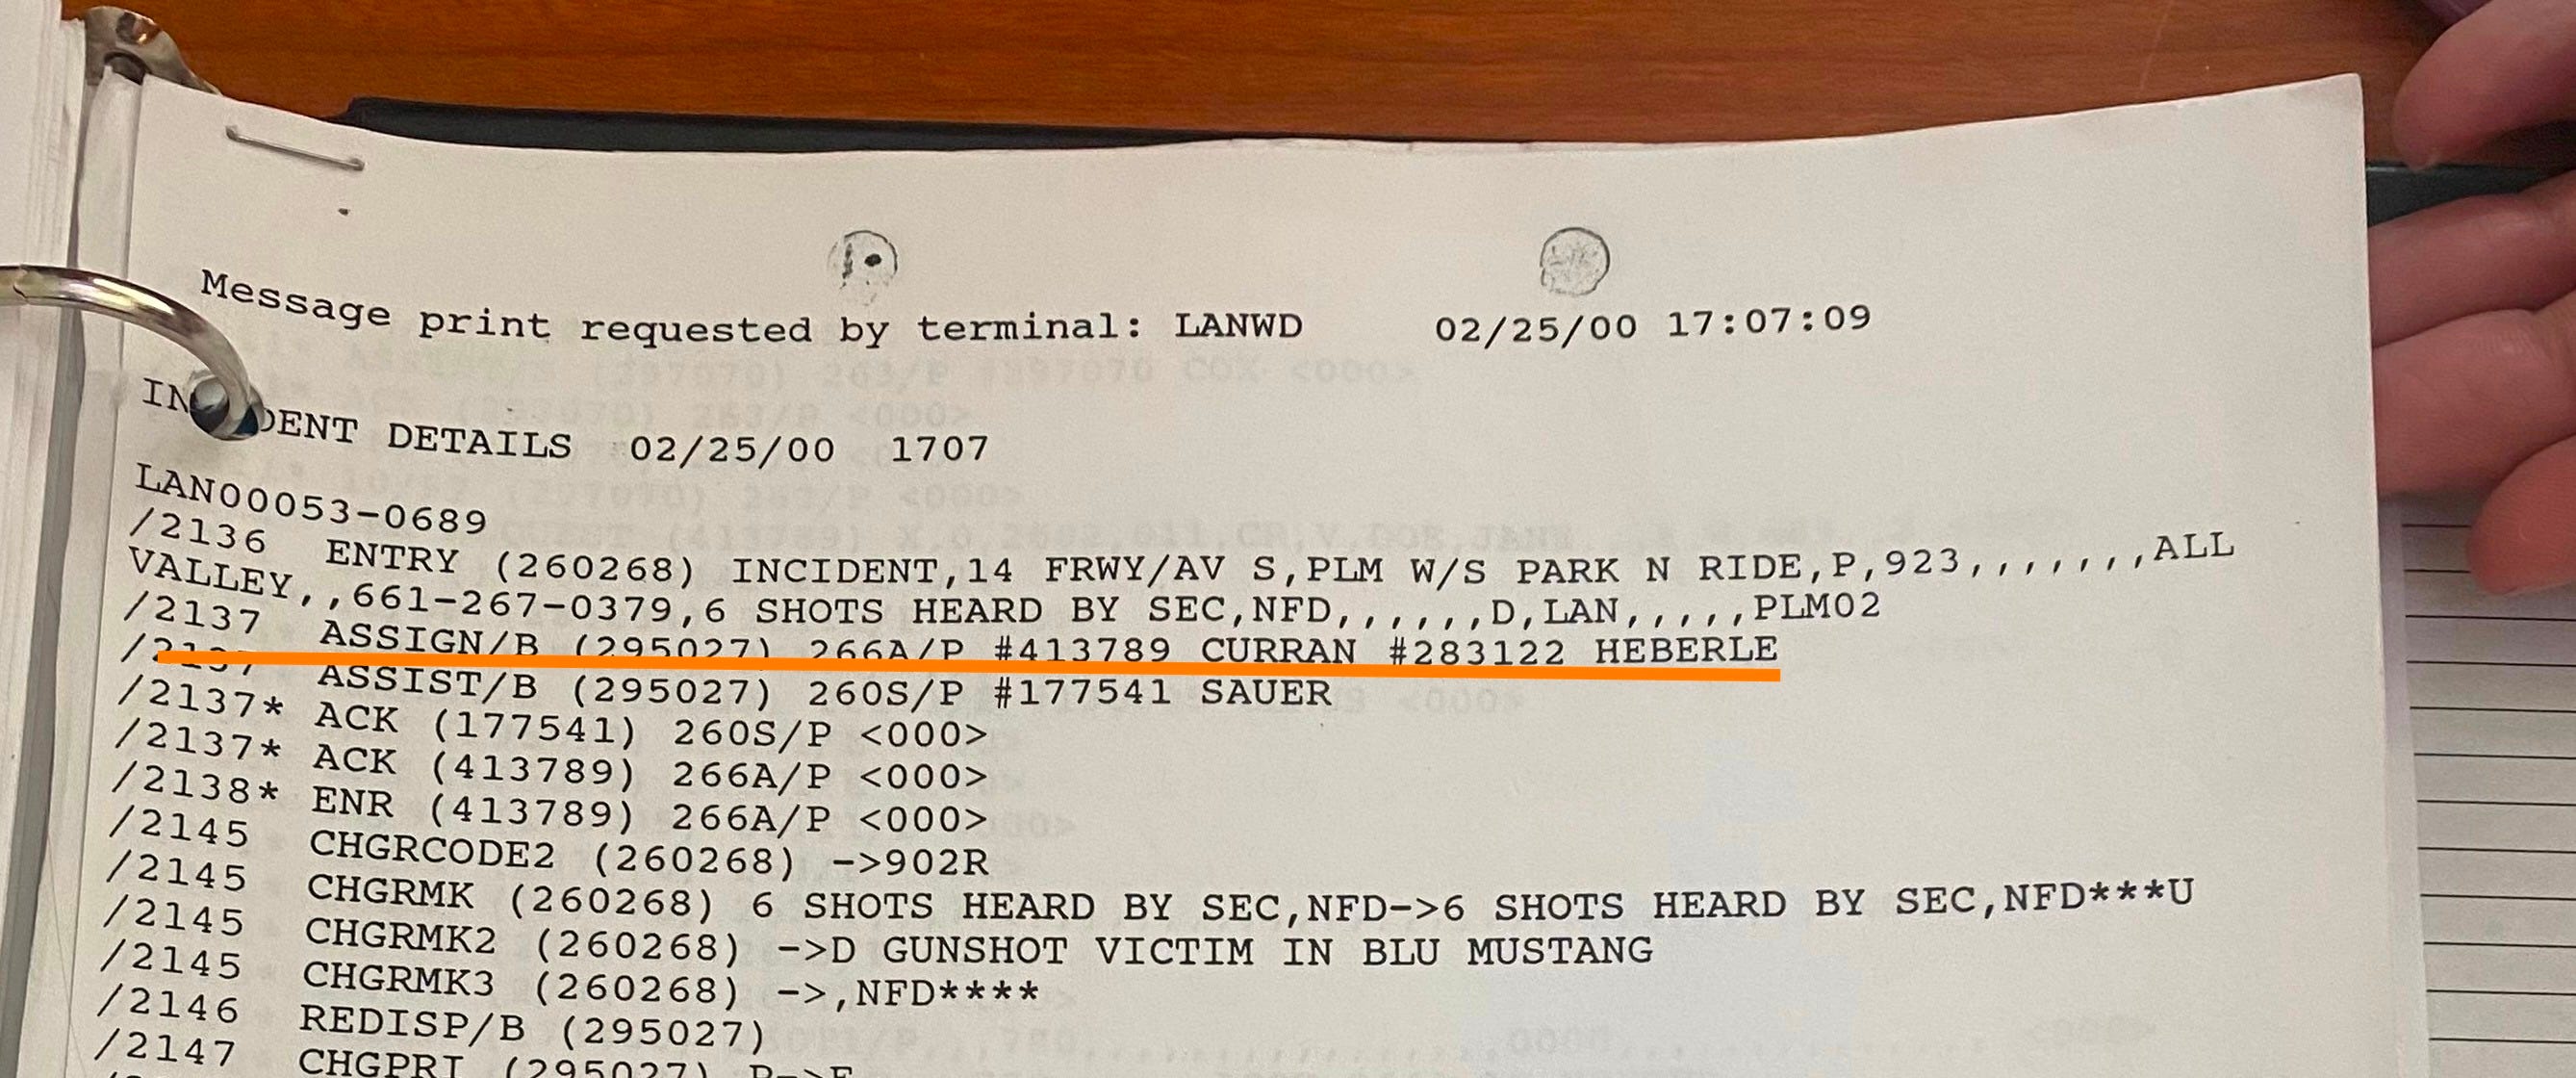 Message print requested by terminal: LANWD 02/25/00 17:07:09
IN DENT DETAILS 02/25/00 1707
LAN00053-0689
/2136 ENTRY (260268) INCIDENT,14 FRWY/AV S,PLM W/S PARK N RIDE,P,923,,,,,,,ALL
VALLEY,,661-267-0379,6 SHOTS HEARD BY SEC,NFD,,,,,,D,LAN,,,,,PLM02
/2137 ASSIGN/B (295027) 266A/P #413789 CURRAN #283122 HEBERLE
/2137 ASSIST/B (295027) 260S/P #177541 SAUER
/2137* ACK (177541) 260S/P <000>
/2137* ACK (413789) 266A/P <000>
/2138* ENR (413789) 266A/P <000>
/2145 CHGRCODE2 (260268) ->902R
/2145 CHGRMK (260268) 6 SHOTS HEARD BY SEC,NFD->6 SHOTS HEARD BY SEC,NFD***U
/2145 CHGRMK2 (260268) ->D GUNSHOT VICTIM IN BLU MUSTANG
/2145 CHGRMK3 (260268) ->,NFD****
/2146 REDISP/B (295027)
/2147 CHGPRI (295027) P->E